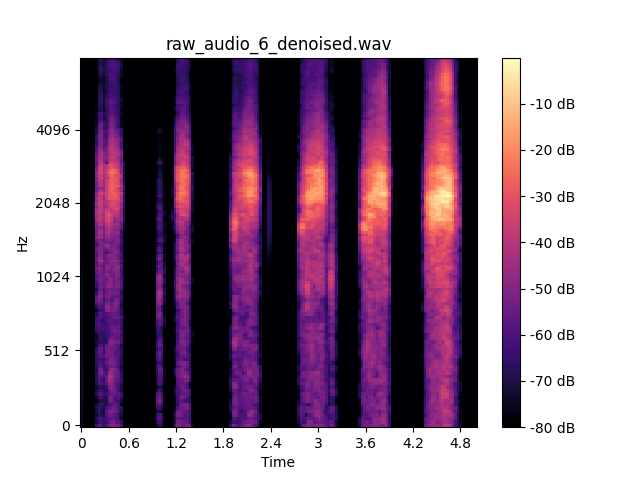 raw_audio_6_denoised.wav
4096
2048
1024
512
0
Hz
0 0.6 1.2 1.8 2.4 3 3.6 4.2 4.8
Time
-10 dB
-20 dB
-30 dB
-40 dB
-50 dB
-60 dB
-70 dB
-80 dB